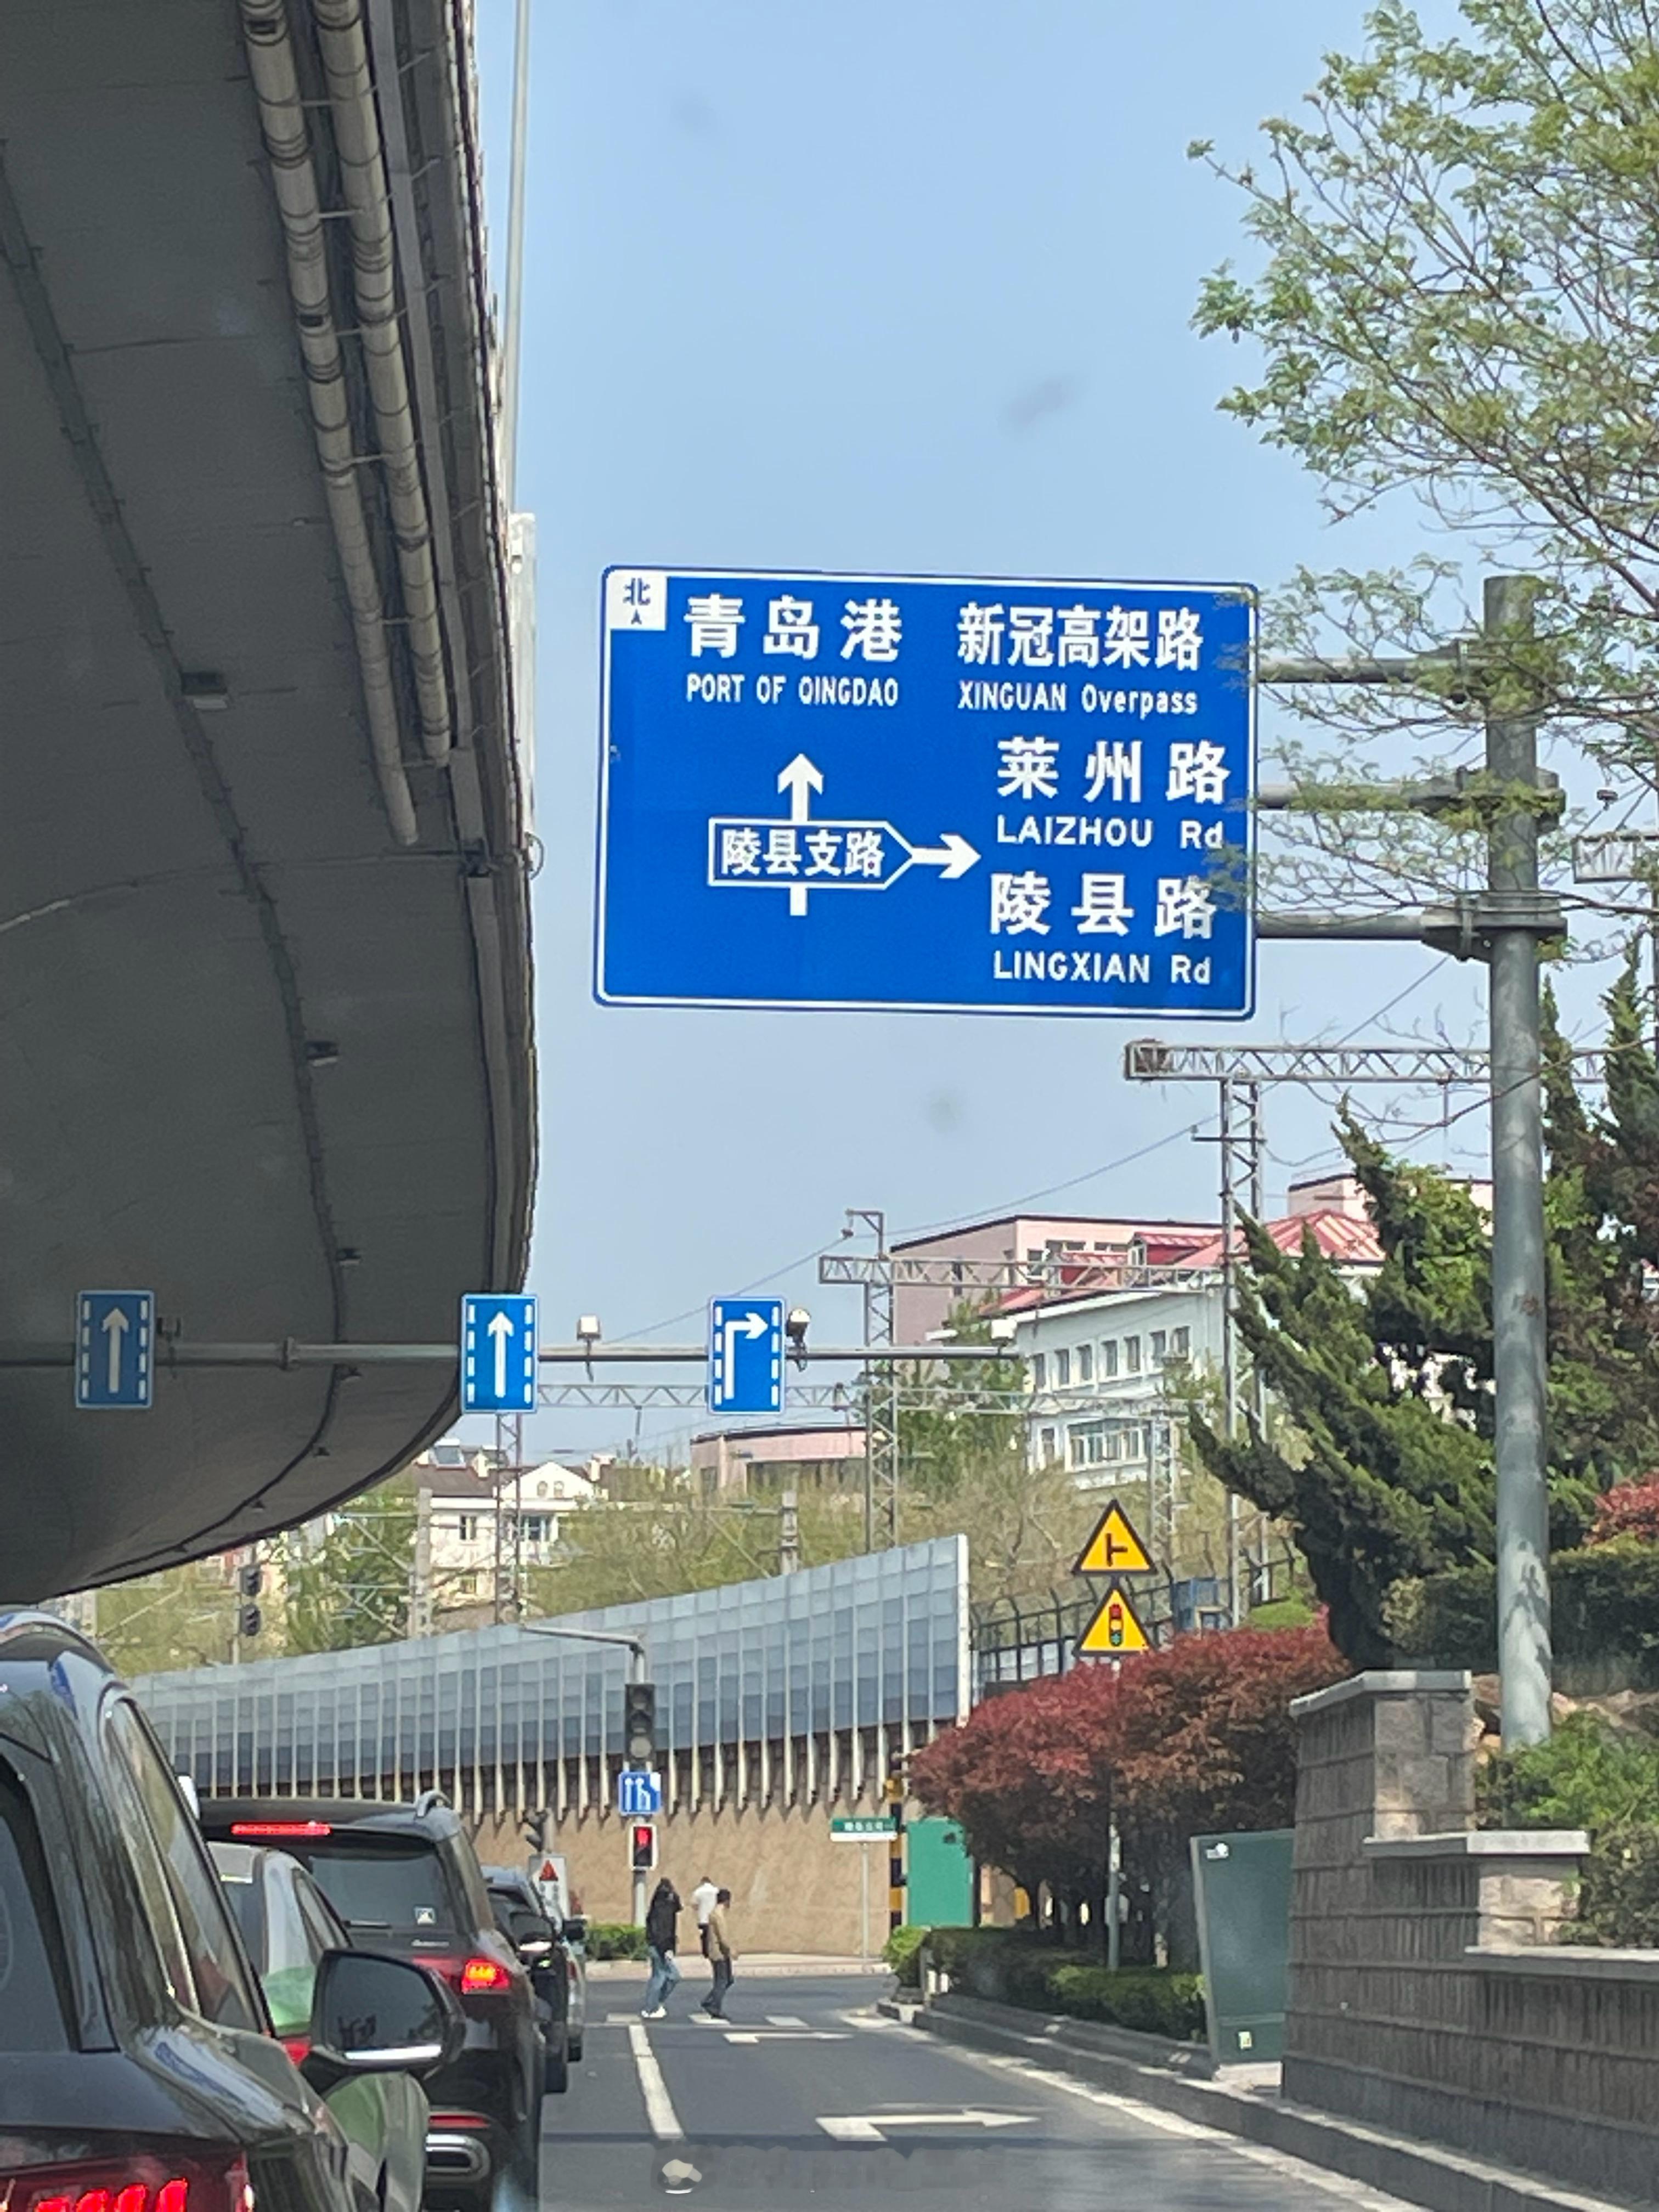 北
青岛港 新冠高架路
PORT OF QINGDAO XINGUAN Overpass
莱州路
LAIZHOU Rd
陵县支路
陵县路
LINGXIAN Rd